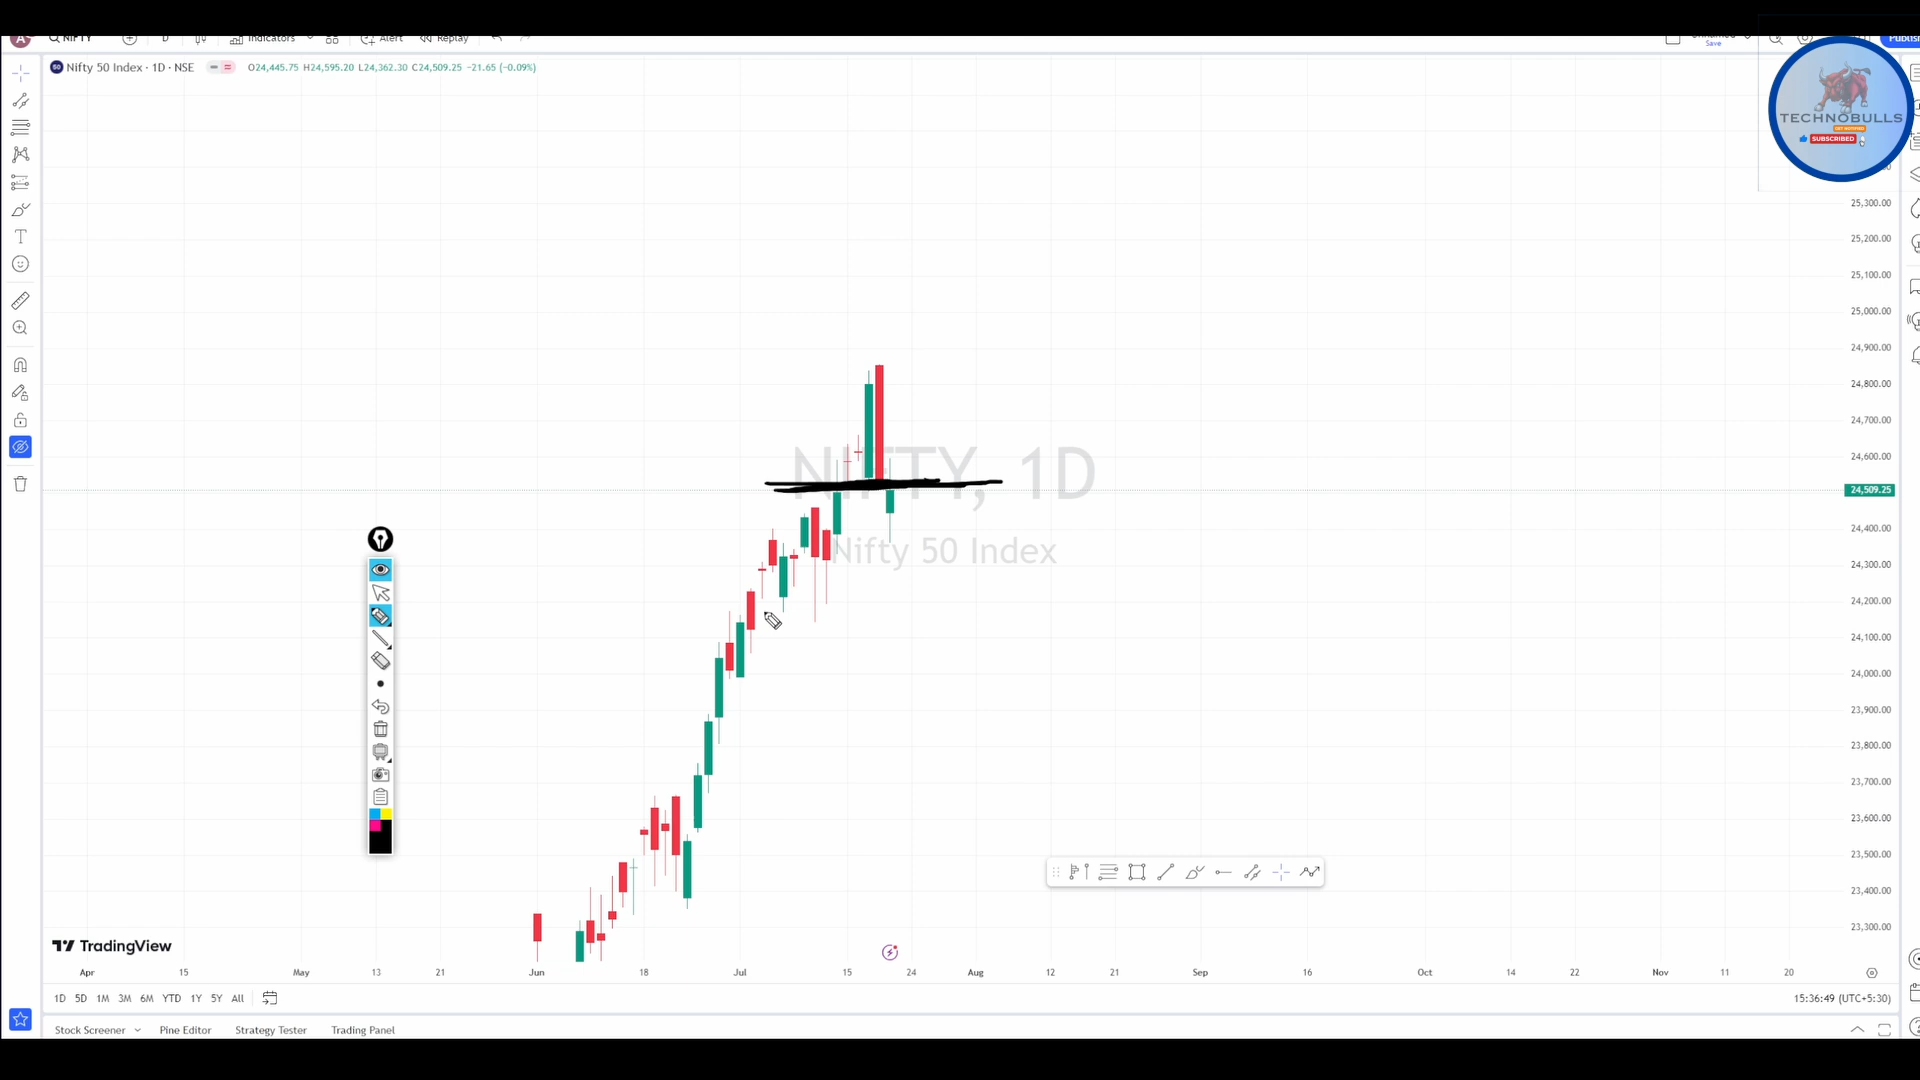 NIFTY
D
Indicators
Alert
Replay
Save
Publish
Nifty 50 Index · 1D · NSE
O24,445.75 H24,595.20 L24,362.30 C24,509.25 −21.65 (−0.09%)
TECHNOBULLS
GET NOTIFIED
SUBSCRIBED
25,300.00
25,200.00
25,100.00
25,000.00
24,900.00
24,800.00
24,700.00
24,600.00
24,509.25
24,400.00
24,300.00
24,200.00
24,100.00
24,000.00
23,900.00
23,800.00
23,700.00
23,600.00
23,500.00
23,400.00
23,300.00
NIFTY, 1D
Nifty 50 Index
TradingView
Apr 15 May 13 21 Jun 18 Jul 15 24 Aug 12 21 Sep 16 Oct 14 22 Nov 11 20
1D 5D 1M 3M 6M YTD 1Y 5Y All
15:36:49 (UTC+5:30)
Stock Screener Pine Editor Strategy Tester Trading Panel